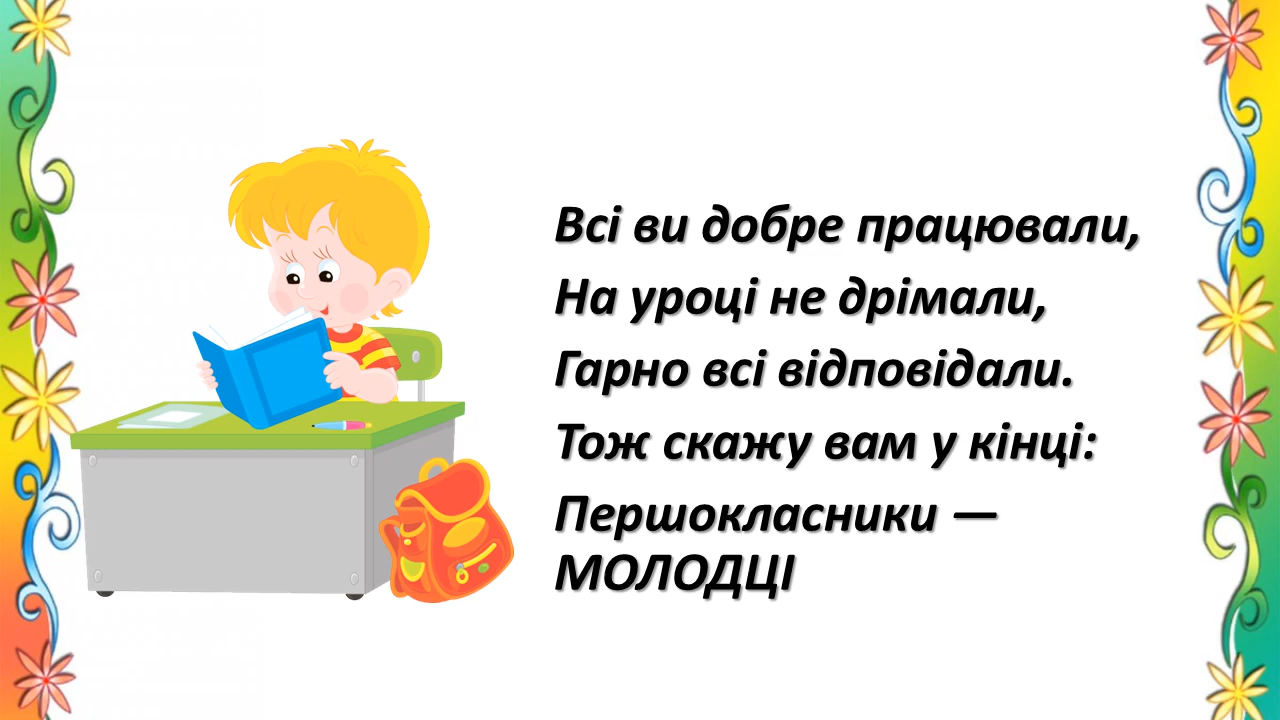 Всі ви добре працювали,
На уроці не дрімали,
Гарно всі відповідали.
Тож скажу вам у кінці:
Першокласники —
МОЛОДЦІ